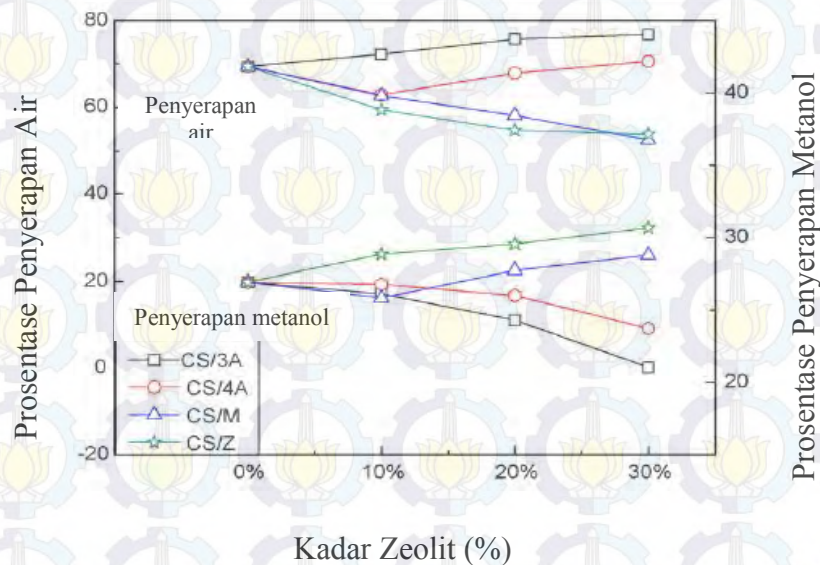 Prosentase Penyerapan Air
80
60
40
20
0
-20
Penyerapan
air
Penyerapan metanol
CS/3A
CS/4A
CS/M
CS/Z
0%
10%
20%
30%
40
30
20
Prosentase Penyerapan Metanol
Kadar Zeolit (%)